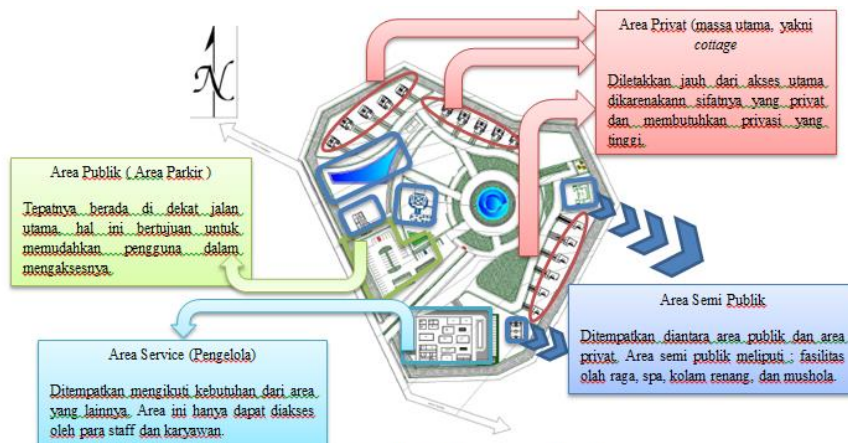 Area Privat (massa utama, yakni
cottage
Diletakkan jauh dari akses utama
dikarenakann sifatnya yang privat
dan membutuhkan privasi yang
tinggi.
N
Area Publik ( Area Parkir )
Tepatnya berada di dekat jalan
utama, hal ini bertujuan untuk
memudahkan pengguna dalam
mengaksesnya.
Area Semi Publik
Ditempatkan diantara area publik dan area
privat. Area semi publik meliputi : fasilitas
olah raga, spa, kolam renang, dan mushola.
Area Service (Pengelola)
Ditempatkan mengikuti kebutuhan dari area
yang lainnya. Area ini hanya dapat diakses
oleh para staff dan karyawan.